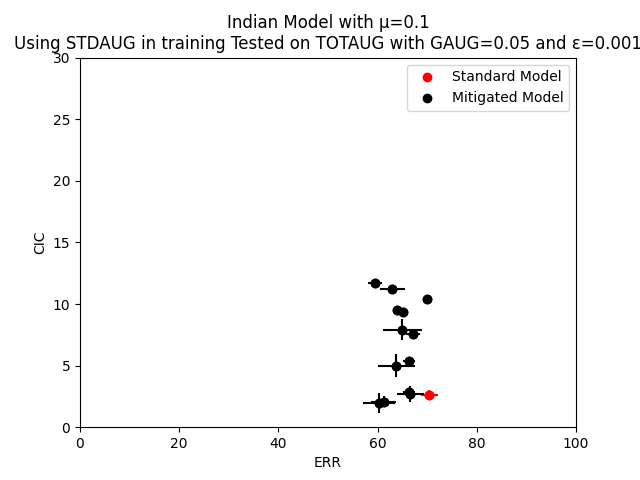 Indian Model with μ=0.1
Using STDAUG in training Tested on TOTAUG with GAUG=0.05 and ε=0.001
Standard Model
Mitigated Model
30
25
20
15
10
5
0
CIC
0 20 40 60 80 100
ERR